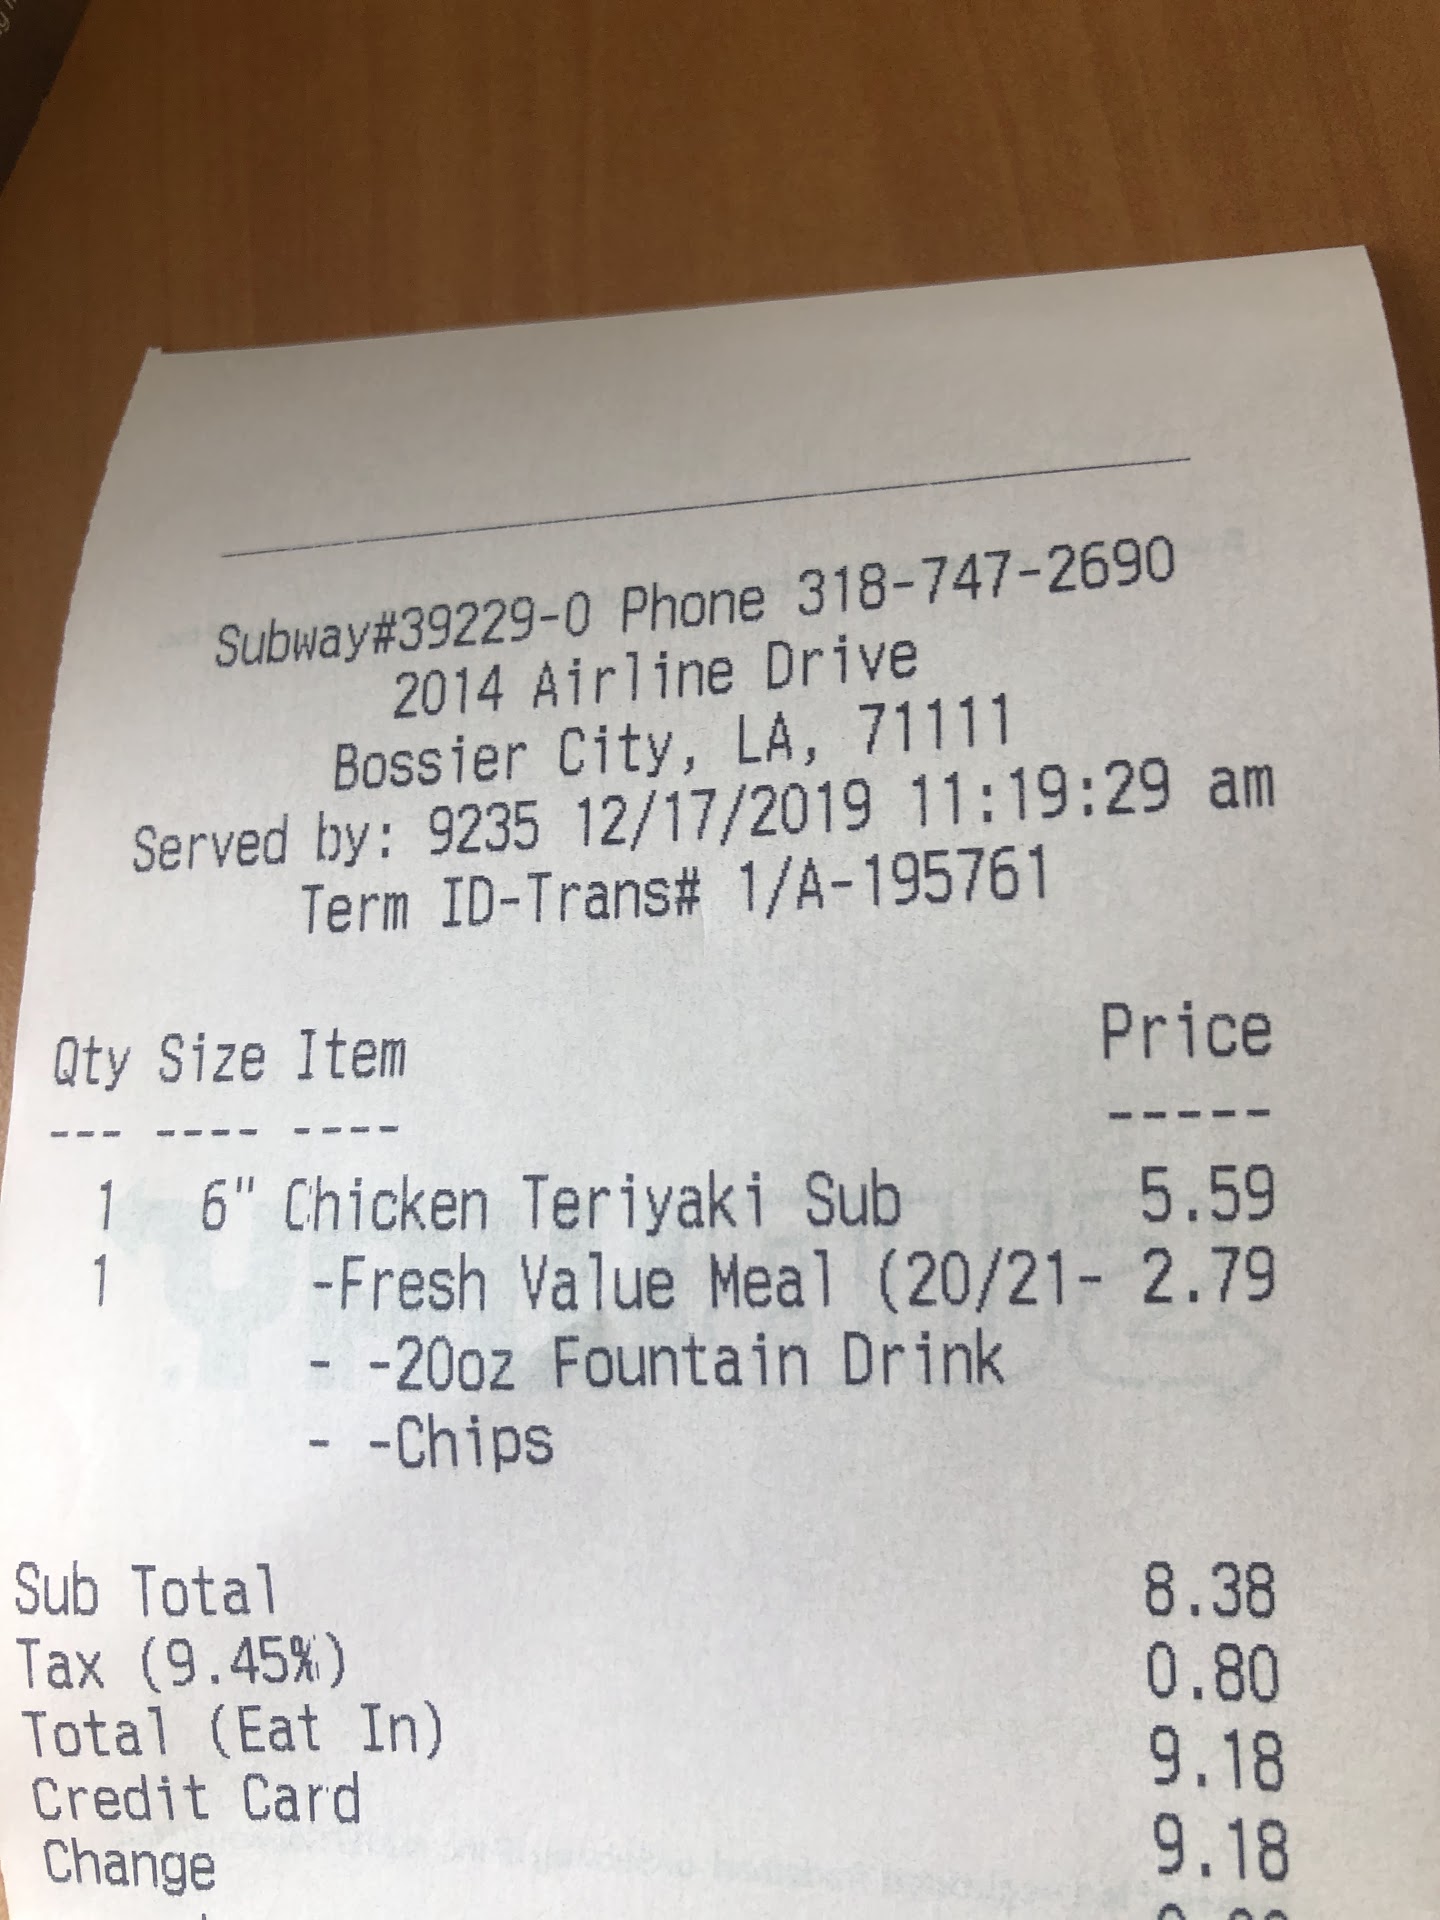 Subway#39229-0 Phone 318-747-2690
2014 Airline Drive
Bossier City, LA, 71111
Served by: 9235 12/17/2019 11:19:29 am
Term ID-Trans# 1/A-195761
Qty Size Item Price
--- ---- ---- -----
1 6" Chicken Teriyaki Sub 5.59
1 -Fresh Value Meal (20/21- 2.79
- -20oz Fountain Drink
- -Chips
Sub Total 8.38
Tax (9.45%) 0.80
Total (Eat In) 9.18
Credit Card 9.18
Change